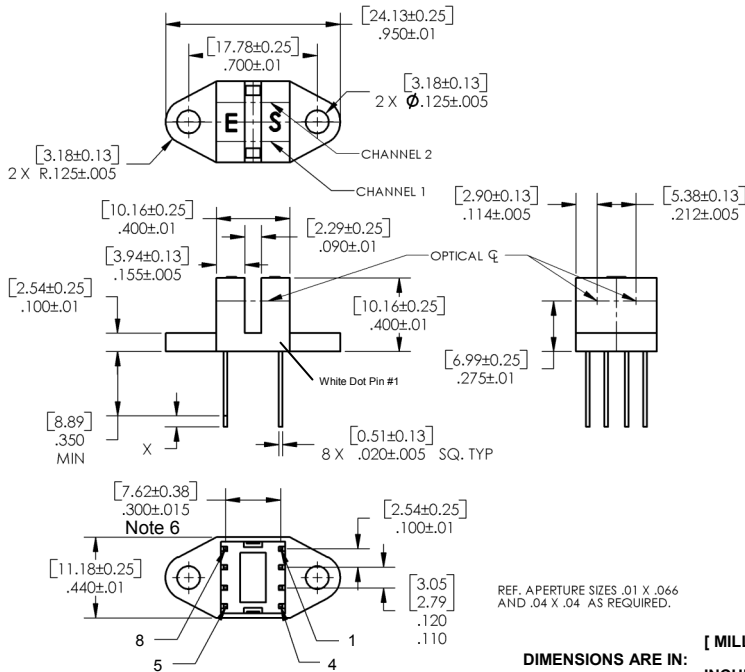 [24.13±0.25]
.950±.01
[17.78±0.25]
.700±.01
[3.18±0.13]
2 X Ø.125±.005
E S
[3.18±0.13]
2 X R.125±.005
CHANNEL 2
CHANNEL 1
[10.16±0.25]
.400±.01
[2.29±0.25]
.090±.01
[2.90±0.13]
.114±.005
[5.38±0.13]
.212±.005
[3.94±0.13]
.155±.005
OPTICAL ℄
[2.54±0.25]
.100±.01
[10.16±0.25]
.400±.01
[6.99±0.25]
.275±.01
White Dot Pin #1
[8.89]
.350
MIN
X
[0.51±0.13]
8 X .020±.005 SQ. TYP
[7.62±0.38]
.300±.015
Note 6
[2.54±0.25]
.100±.01
[11.18±0.25]
.440±.01
[3.05
2.79]
.120
.110
REF. APERTURE SIZES .01 X .066
AND .04 X .04 AS REQUIRED.
8
1
5
4
[ MILL
DIMENSIONS ARE IN: